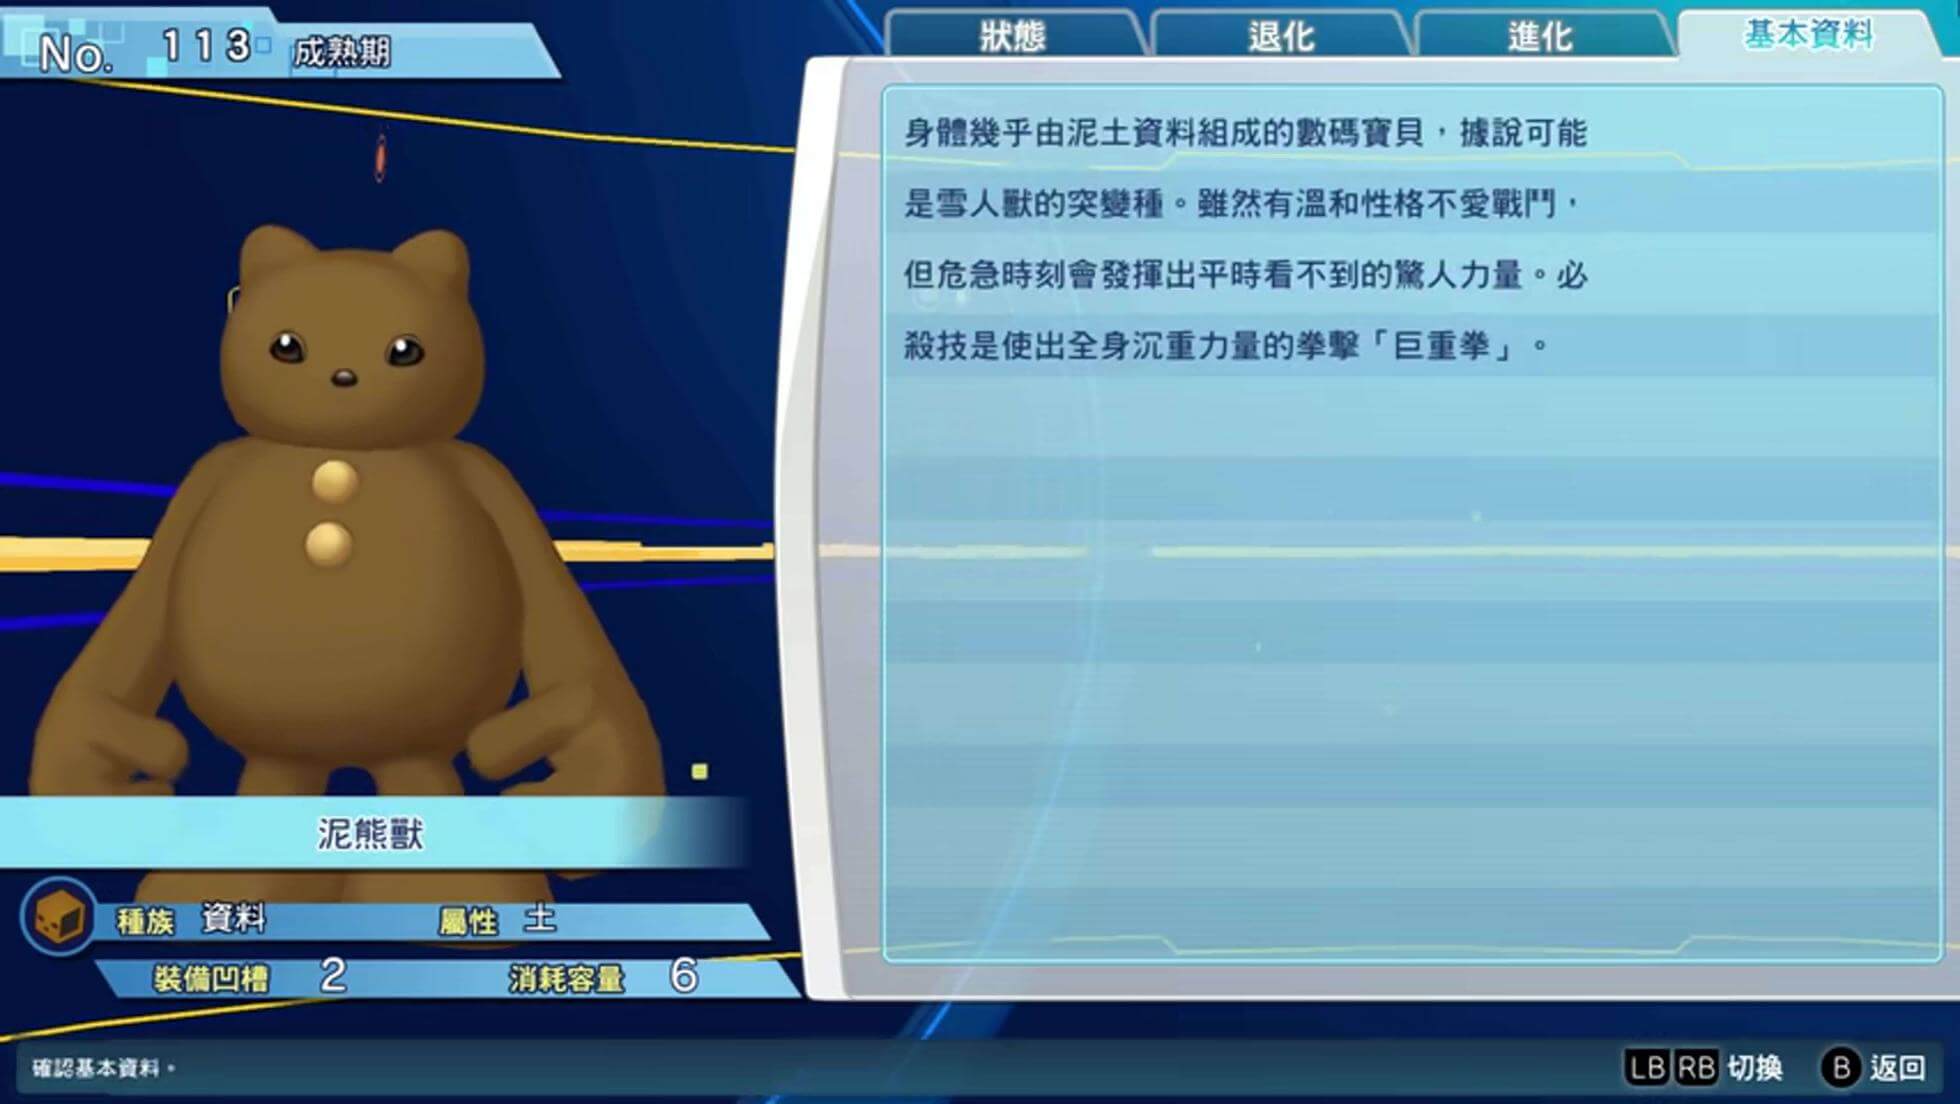 No. 113 成熟期
狀態 退化 進化 基本資料
身體幾乎由泥土資料組成的數碼寶貝，據說可能
是雪人獸的突變種。雖然有溫和性格不愛戰鬥，
但危急時刻會發揮出平時看不到的驚人力量。必
殺技是使出全身沉重力量的拳擊「巨重拳」。
泥熊獸
種族 資料 屬性 土
裝備凹槽 2 消耗容量 6
確認基本資料。
LB RB 切換 B 返回